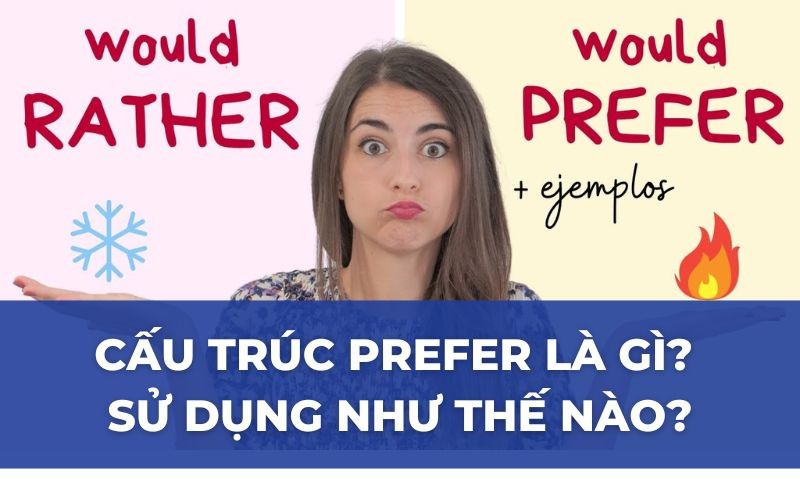 would
RATHER
would
PREFER
+ ejemplos
CẤU TRÚC PREFER LÀ GÌ?
SỬ DỤNG NHƯ THẾ NÀO?